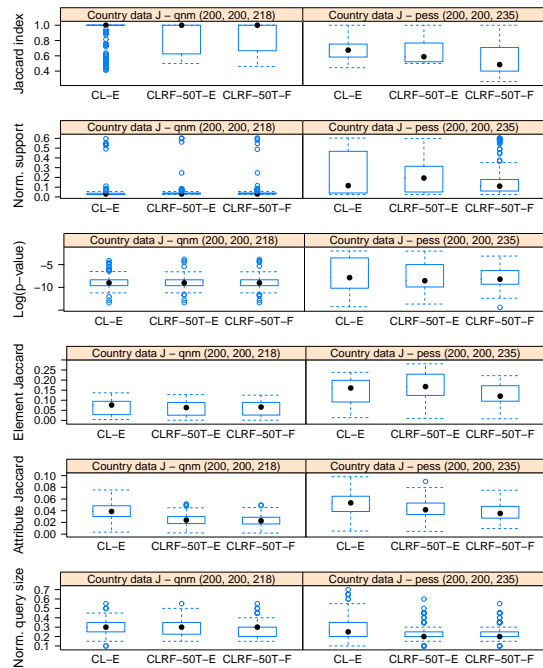 Country data J − qnm (200, 200, 218) Country data J − pess (200, 200, 235)
Jaccard index
1.0
0.8
0.6
0.4
CL−E CLRF−50T−E CLRF−50T−F CL−E CLRF−50T−E CLRF−50T−F
Country data J − qnm (200, 200, 218) Country data J − pess (200, 200, 235)
Norm. support
0.6
0.5
0.4
0.3
0.2
0.1
0.0
CL−E CLRF−50T−E CLRF−50T−F CL−E CLRF−50T−E CLRF−50T−F
Country data J − qnm (200, 200, 218) Country data J − pess (200, 200, 235)
Log(p−value)
−5
−10
CL−E CLRF−50T−E CLRF−50T−F CL−E CLRF−50T−E CLRF−50T−F
Country data J − qnm (200, 200, 218) Country data J − pess (200, 200, 235)
Element Jaccard
0.25
0.20
0.15
0.10
0.05
0.00
CL−E CLRF−50T−E CLRF−50T−F CL−E CLRF−50T−E CLRF−50T−F
Country data J − qnm (200, 200, 218) Country data J − pess (200, 200, 235)
Attribute Jaccard
0.10
0.08
0.06
0.04
0.02
0.00
CL−E CLRF−50T−E CLRF−50T−F CL−E CLRF−50T−E CLRF−50T−F
Country data J − qnm (200, 200, 218) Country data J − pess (200, 200, 235)
Norm. query size
0.7
0.6
0.5
0.4
0.3
0.2
0.1
CL−E CLRF−50T−E CLRF−50T−F CL−E CLRF−50T−E CLRF−50T−F